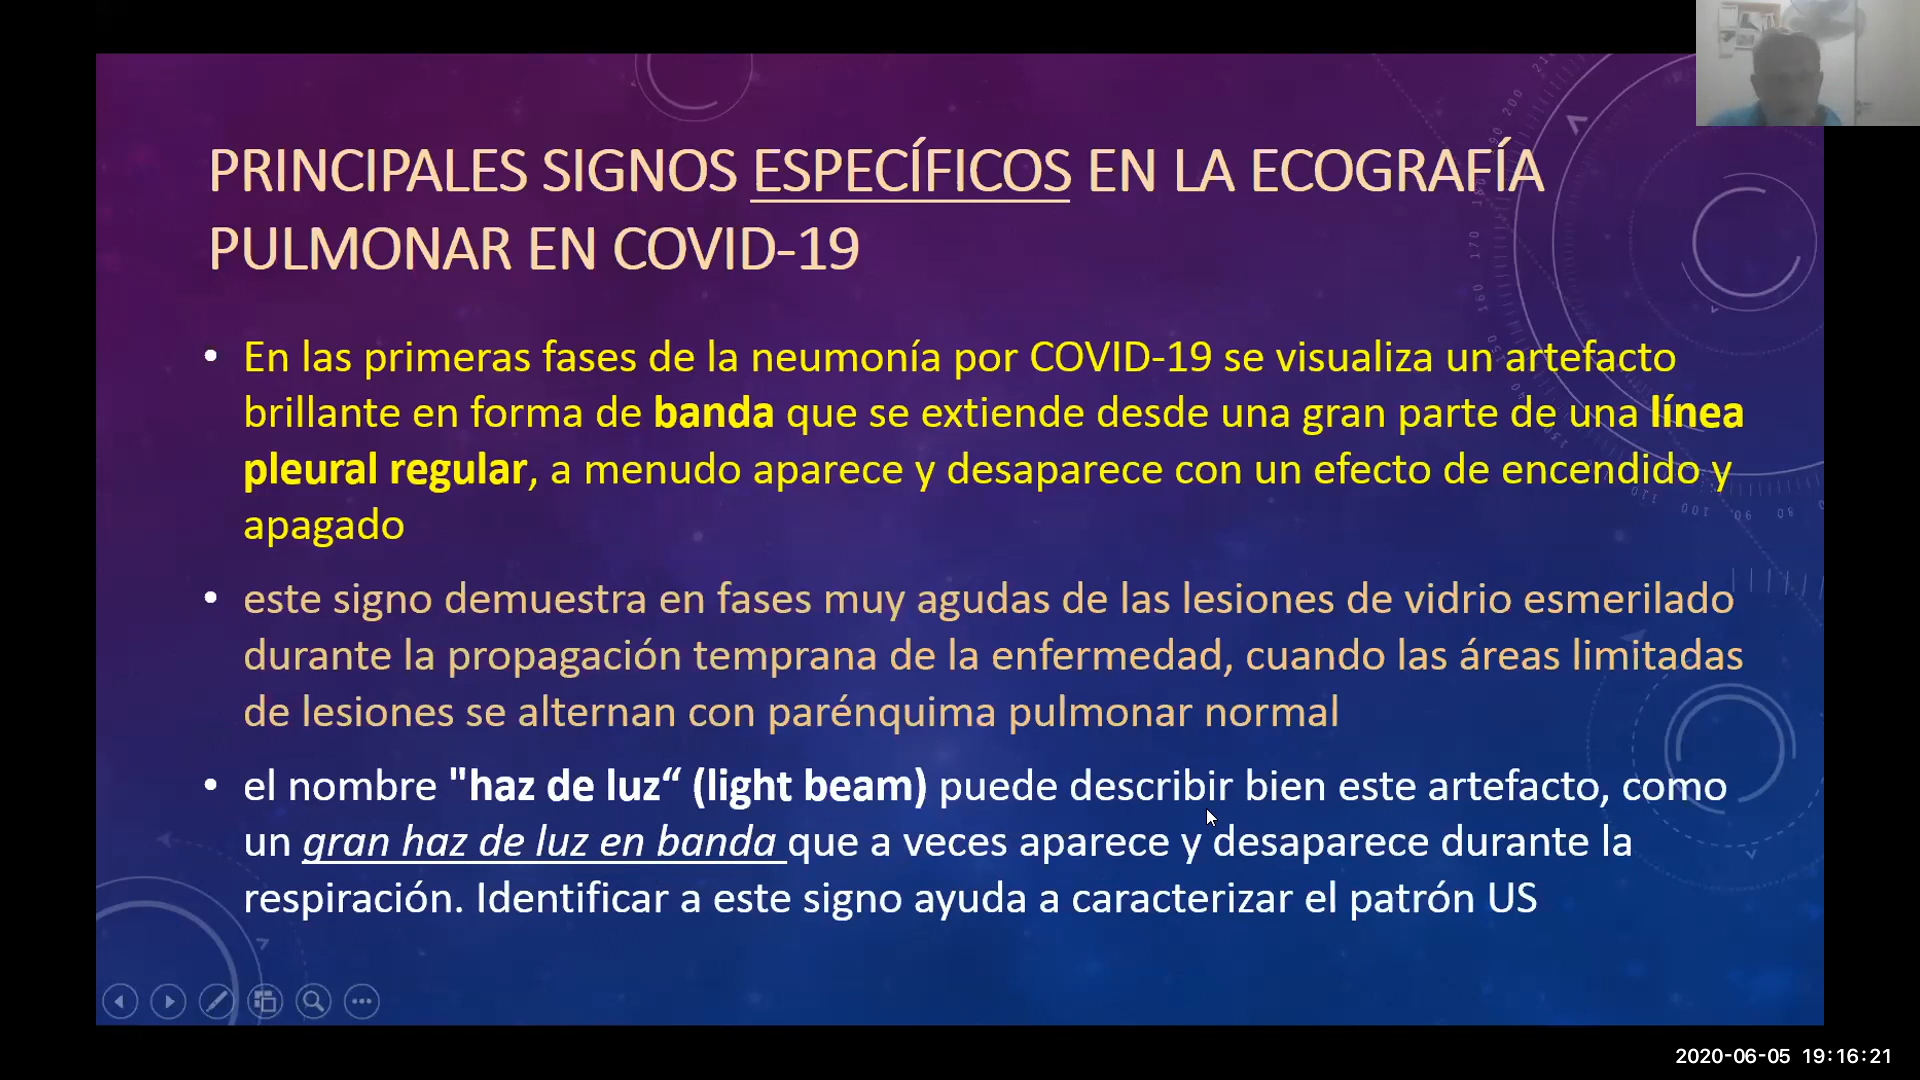 PRINCIPALES SIGNOS ESPECÍFICOS EN LA ECOGRAFÍA
PULMONAR EN COVID-19
• En las primeras fases de la neumonía por COVID-19 se visualiza un artefacto
brillante en forma de banda que se extiende desde una gran parte de una línea
pleural regular, a menudo aparece y desaparece con un efecto de encendido y
apagado
• este signo demuestra en fases muy agudas de las lesiones de vidrio esmerilado
durante la propagación temprana de la enfermedad, cuando las áreas limitadas
de lesiones se alternan con parénquima pulmonar normal
• el nombre "haz de luz“ (light beam) puede describir bien este artefacto, como
un gran haz de luz en banda que a veces aparece y desaparece durante la
respiración. Identificar a este signo ayuda a caracterizar el patrón US
2020-06-05 19:16:21